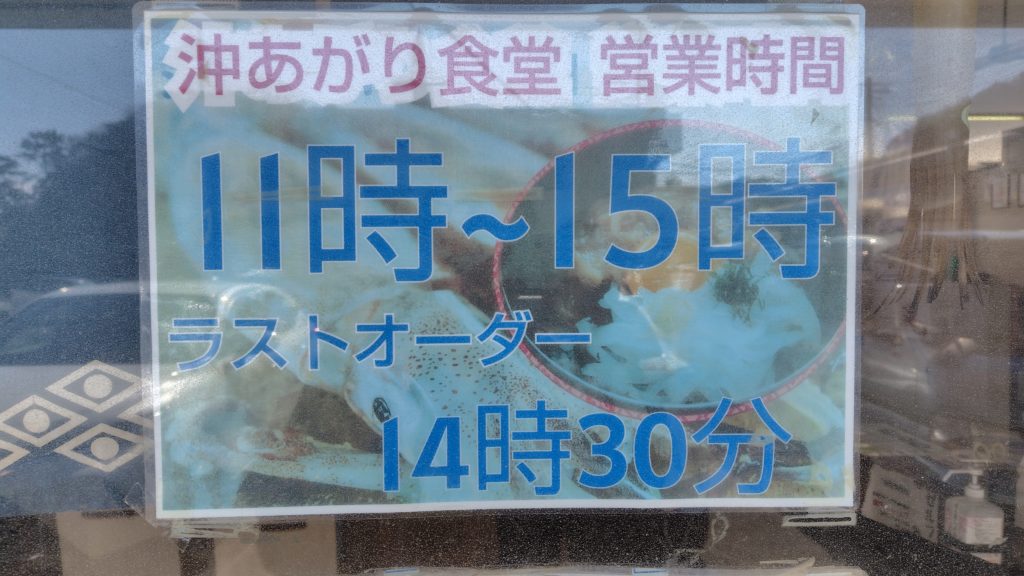 沖あがり食堂 営業時間
11時~15時
ラストオーダー
14時30分